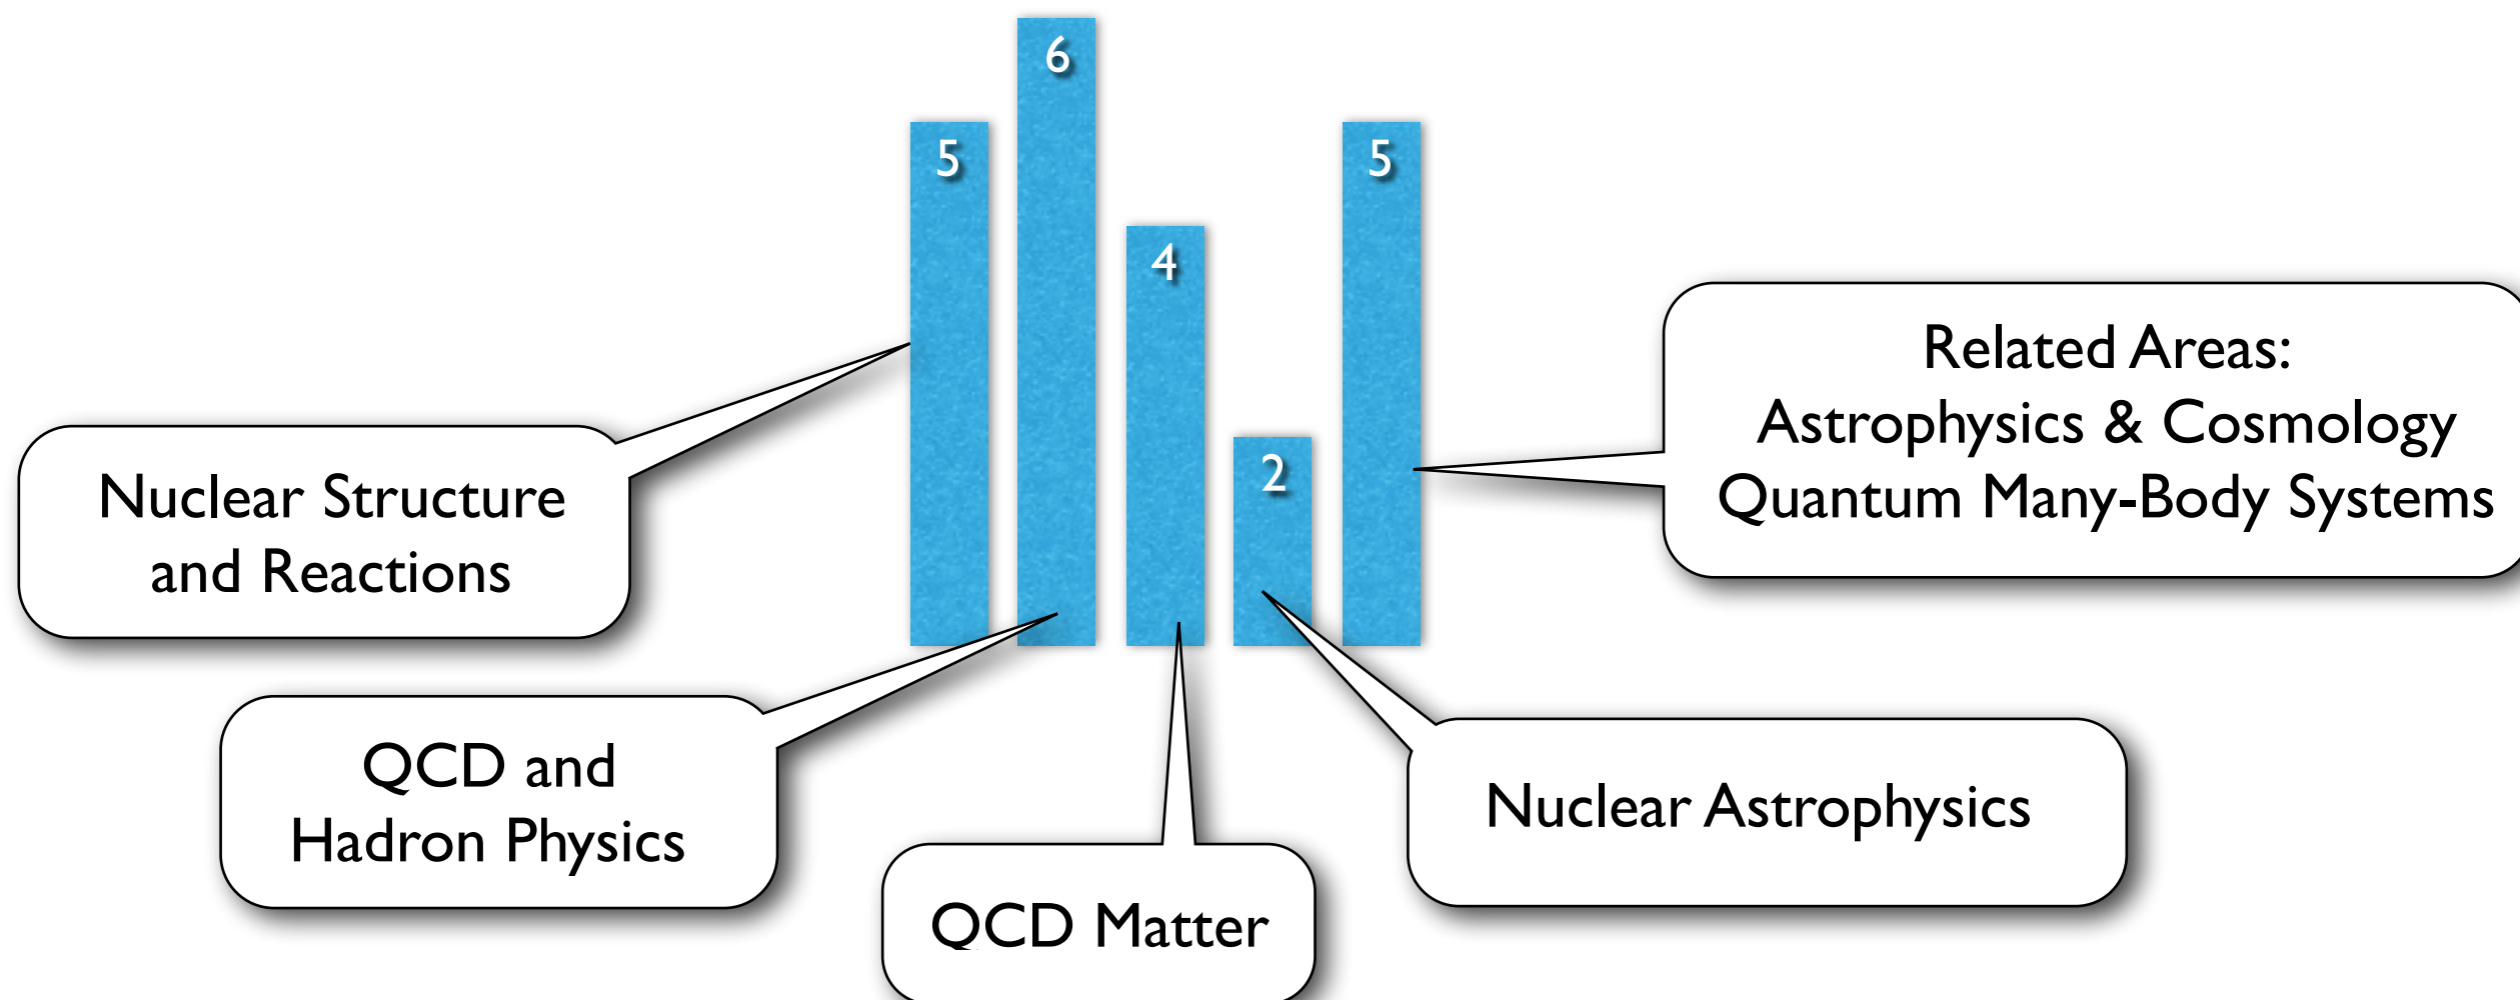 6
5
5
4
2
Related Areas:
Astrophysics & Cosmology
Quantum Many-Body Systems
Nuclear Structure
and Reactions
QCD and
Hadron Physics
Nuclear Astrophysics
QCD Matter